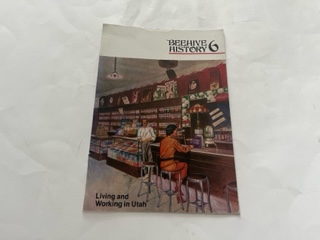 BEEHIVE
HISTORY 6
Living and
Working in Utah